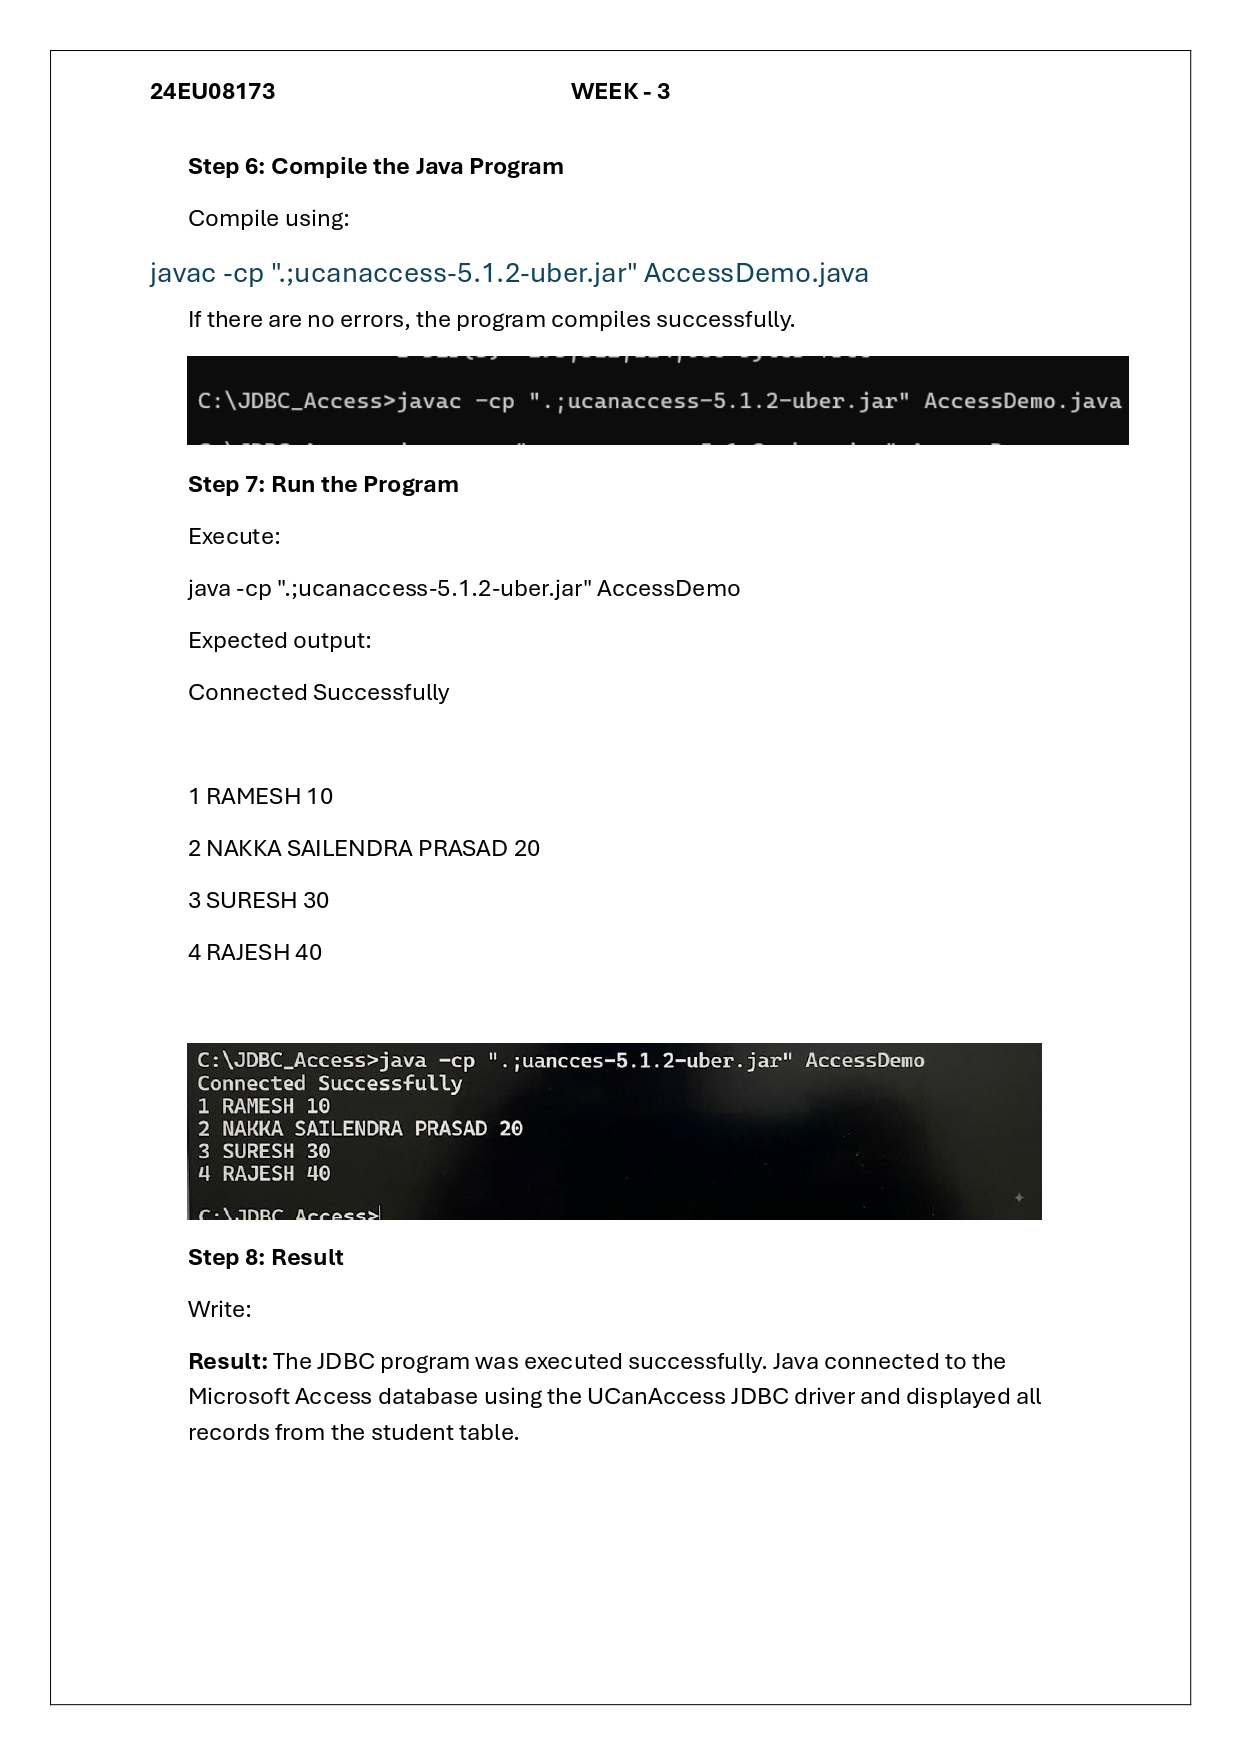 24EU08173 WEEK - 3
Step 6: Compile the Java Program
Compile using:
javac -cp ".;ucanaccess-5.1.2-uber.jar" AccessDemo.java
If there are no errors, the program compiles successfully.
C:\JDBC_Access>javac -cp ".;ucanaccess-5.1.2-uber.jar" AccessDemo.java
Step 7: Run the Program
Execute:
java -cp ".;ucanaccess-5.1.2-uber.jar" AccessDemo
Expected output:
Connected Successfully
1 RAMESH 10
2 NAKKA SAILENDRA PRASAD 20
3 SURESH 30
4 RAJESH 40
C:\JDBC_Access>java -cp ".;uancces-5.1.2-uber.jar" AccessDemo
Connected Successfully
1 RAMESH 10
2 NAKKA SAILENDRA PRASAD 20
3 SURESH 30
4 RAJESH 40
C:\JDBC_Access>
Step 8: Result
Write:
Result: The JDBC program was executed successfully. Java connected to the
Microsoft Access database using the UCanAccess JDBC driver and displayed all
records from the student table.